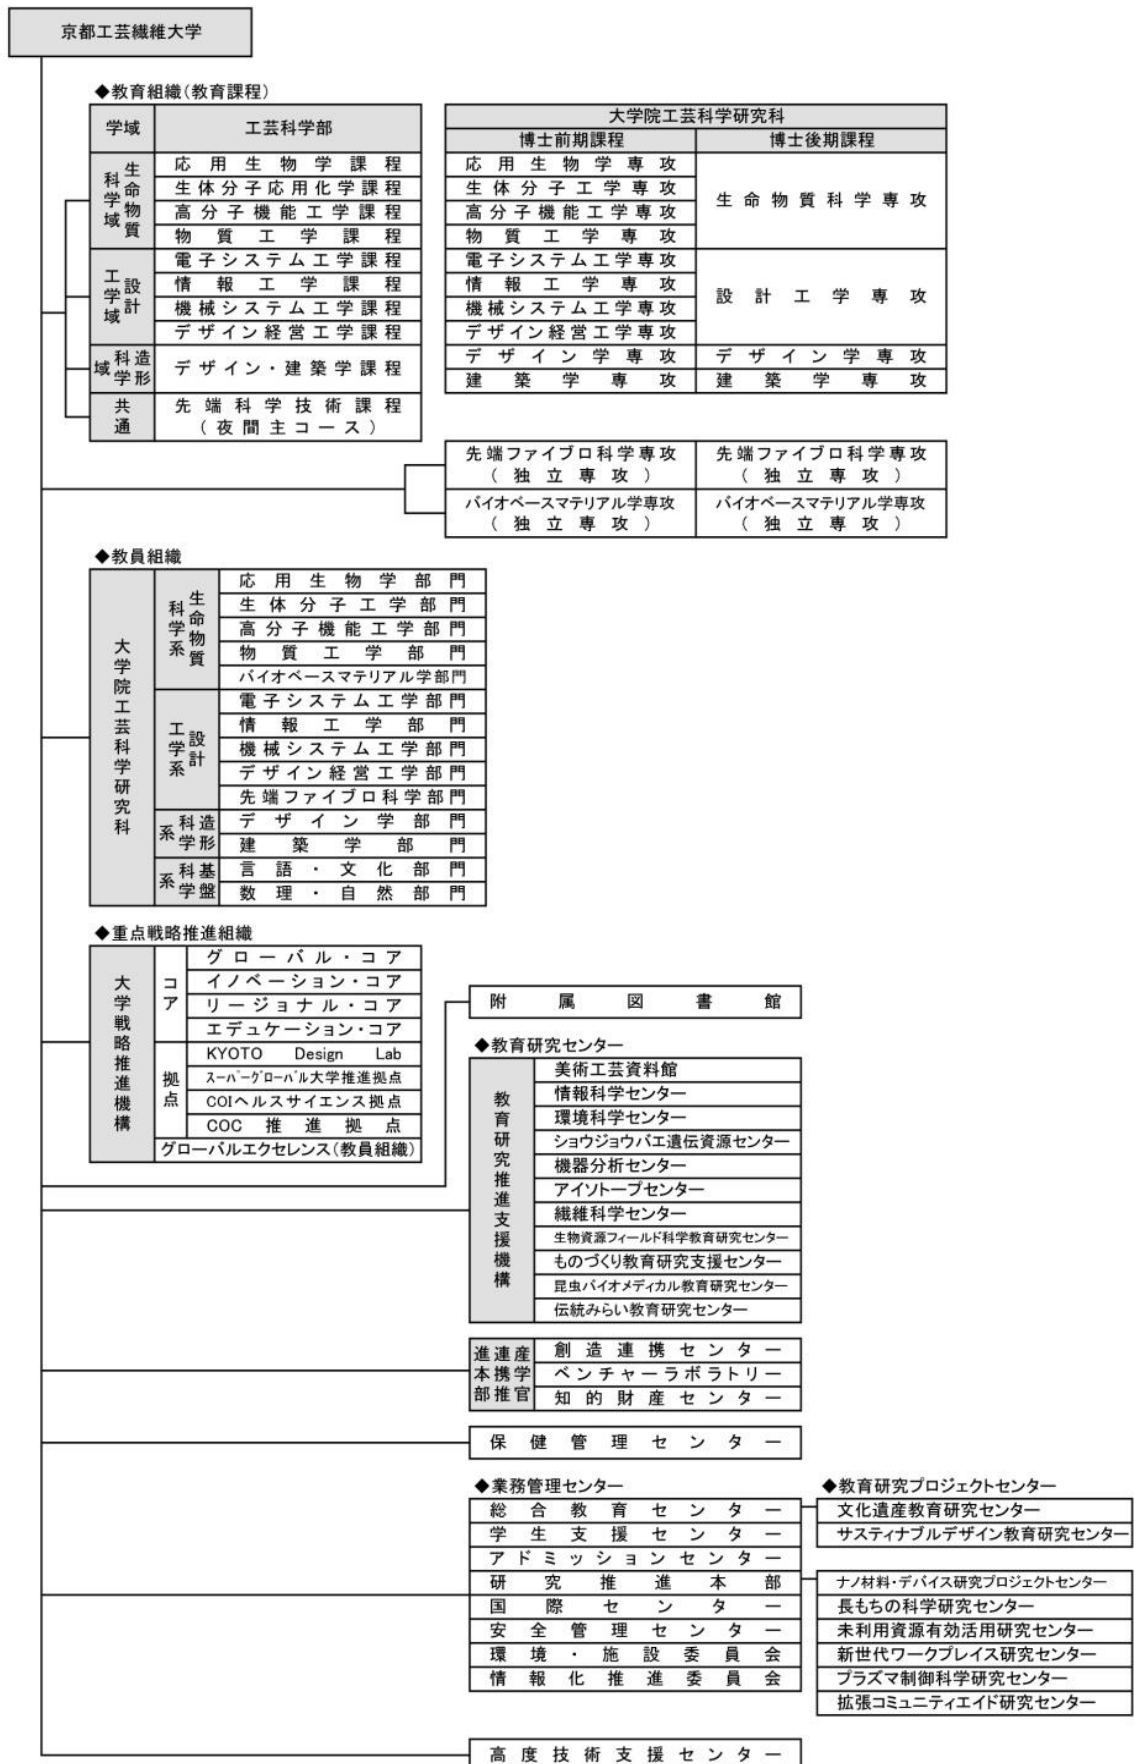 京都工芸繊維大学
◆教育組織(教育課程)
学域
工芸科学部
大学院工芸科学研究科
博士前期課程
博士後期課程
生命物質科学域
応用生物学課程
生体分子応用化学課程
高分子機能工学課程
物質工学課程
応用生物学専攻
生体分子工学専攻
高分子機能工学専攻
物質工学専攻
生命物質科学専攻
設計工学域
電子システム工学課程
情報工学課程
機械システム工学課程
デザイン経営工学課程
電子システム工学専攻
情報工学専攻
機械システム工学専攻
デザイン経営工学専攻
設計工学専攻
造形科学域
デザイン・建築学課程
デザイン学専攻
建築学専攻
デザイン学専攻
建築学専攻
共通
先端科学技術課程
(夜間主コース)
先端ファイブロ科学専攻
(独立専攻)
先端ファイブロ科学専攻
(独立専攻)
バイオベースマテリアル学専攻
(独立専攻)
バイオベースマテリアル学専攻
(独立専攻)
◆教員組織
大学院工芸科学研究科
生命物質科学系
応用生物学部門
生体分子工学部門
高分子機能工学部門
物質工学部門
バイオベースマテリアル学部門
設計工学系
電子システム工学部門
情報工学部門
機械システム工学部門
デザイン経営工学部門
先端ファイブロ科学部門
造形科学系
デザイン学部門
建築学部門
基盤科学系
言語・文化部門
数理・自然部門
◆重点戦略推進組織
大学戦略推進機構
コア
グローバル・コア
イノベーション・コア
リージョナル・コア
エデュケーション・コア
拠点
KYOTO Design Lab
スーパーグローバル大学推進拠点
COIヘルスサイエンス拠点
COC推進拠点
グローバルエクセレンス(教員組織)
附属図書館
◆教育研究センター
教育研究推進支援機構
美術工芸資料館
情報科学センター
環境科学センター
ショウジョウバエ遺伝資源センター
機器分析センター
アイソトープセンター
繊維科学センター
生物資源フィールド科学教育研究センター
ものづくり教育研究支援センター
昆虫バイオメディカル教育研究センター
伝統みらい教育研究センター
産学官連携推進本部
創造連携センター
ベンチャーラボラトリー
知的財産センター
保健管理センター
◆業務管理センター
総合教育センター
学生支援センター
アドミッションセンター
研究推進本部
国際センター
安全管理センター
環境・施設委員会
情報化推進委員会
◆教育研究プロジェクトセンター
文化遺産教育研究センター
サスティナブルデザイン教育研究センター
ナノ材料・デバイス研究プロジェクトセンター
長もちの科学研究センター
未利用資源有効活用研究センター
新世代ワークプレイス研究センター
プラズマ制御科学研究センター
拡張コミュニティエイド研究センター
高度技術支援センター